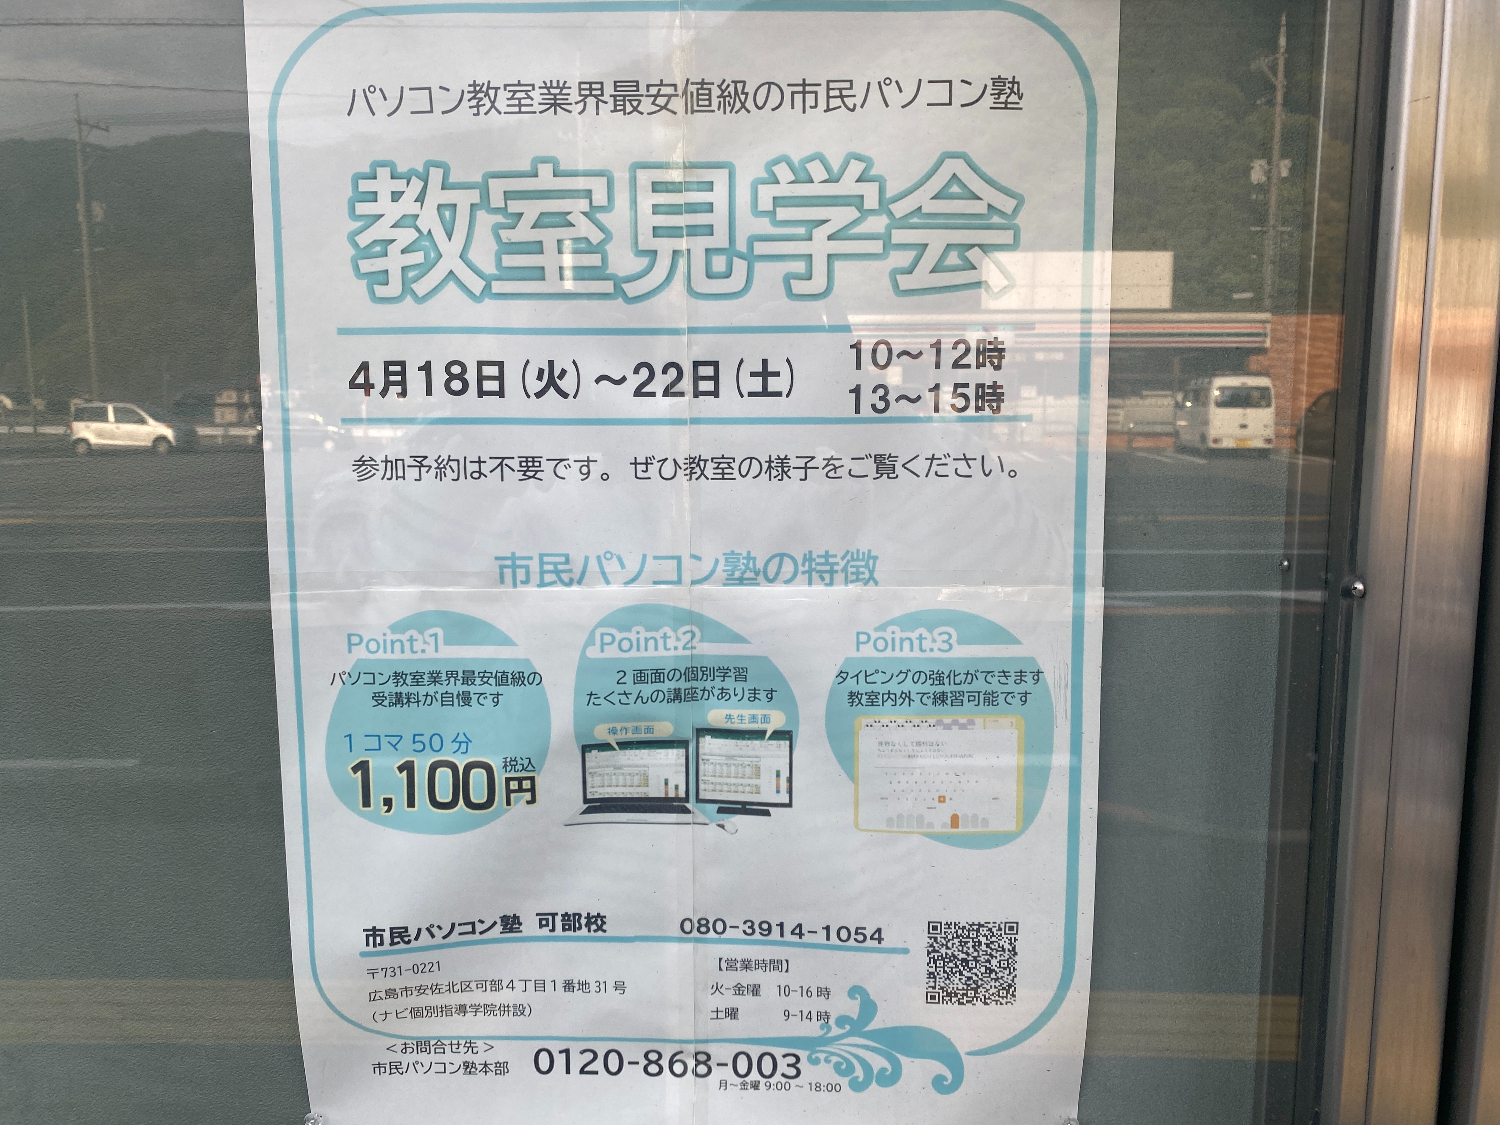 パソコン教室業界最安値級の市民パソコン塾
教室見学会
4月18日(火)～22日(土)
10～12時
13～15時
参加予約は不要です。ぜひ教室の様子をご覧ください。
市民パソコン塾の特徴
Point.1
パソコン教室業界最安値級の
受講料が自慢です
1コマ50分
1,100円
税込
Point.2
2画面の個別学習
たくさんの講座があります
操作画面
先生画面
Point.3
タイピングの強化ができます
教室内外で練習可能です
市民パソコン塾 可部校
080-3914-1054
〒731-0221
広島市安佐北区可部4丁目1番地31号
(ナビ個別指導学院併設)
【営業時間】
火-金曜 10-16時
土曜 9-14時
＜お問合せ先＞
市民パソコン塾本部
0120-868-003
月～金曜 9:00～18:00